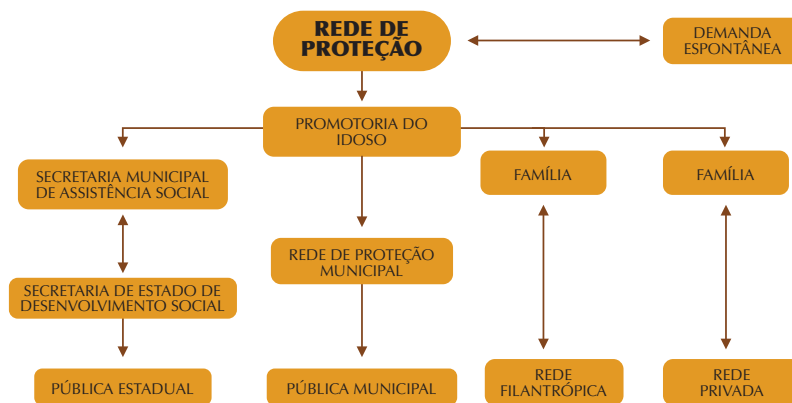 REDE DE
PROTEÇÃO
DEMANDA
ESPONTÂNEA
PROMOTORIA DO
IDOSO
SECRETARIA MUNICIPAL
DE ASSISTÊNCIA SOCIAL
FAMÍLIA
FAMÍLIA
REDE DE PROTEÇÃO
MUNICIPAL
SECRETARIA DE ESTADO DE
DESENVOLVIMENTO SOCIAL
PÚBLICA ESTADUAL
PÚBLICA MUNICIPAL
REDE
FILANTRÓPICA
REDE
PRIVADA